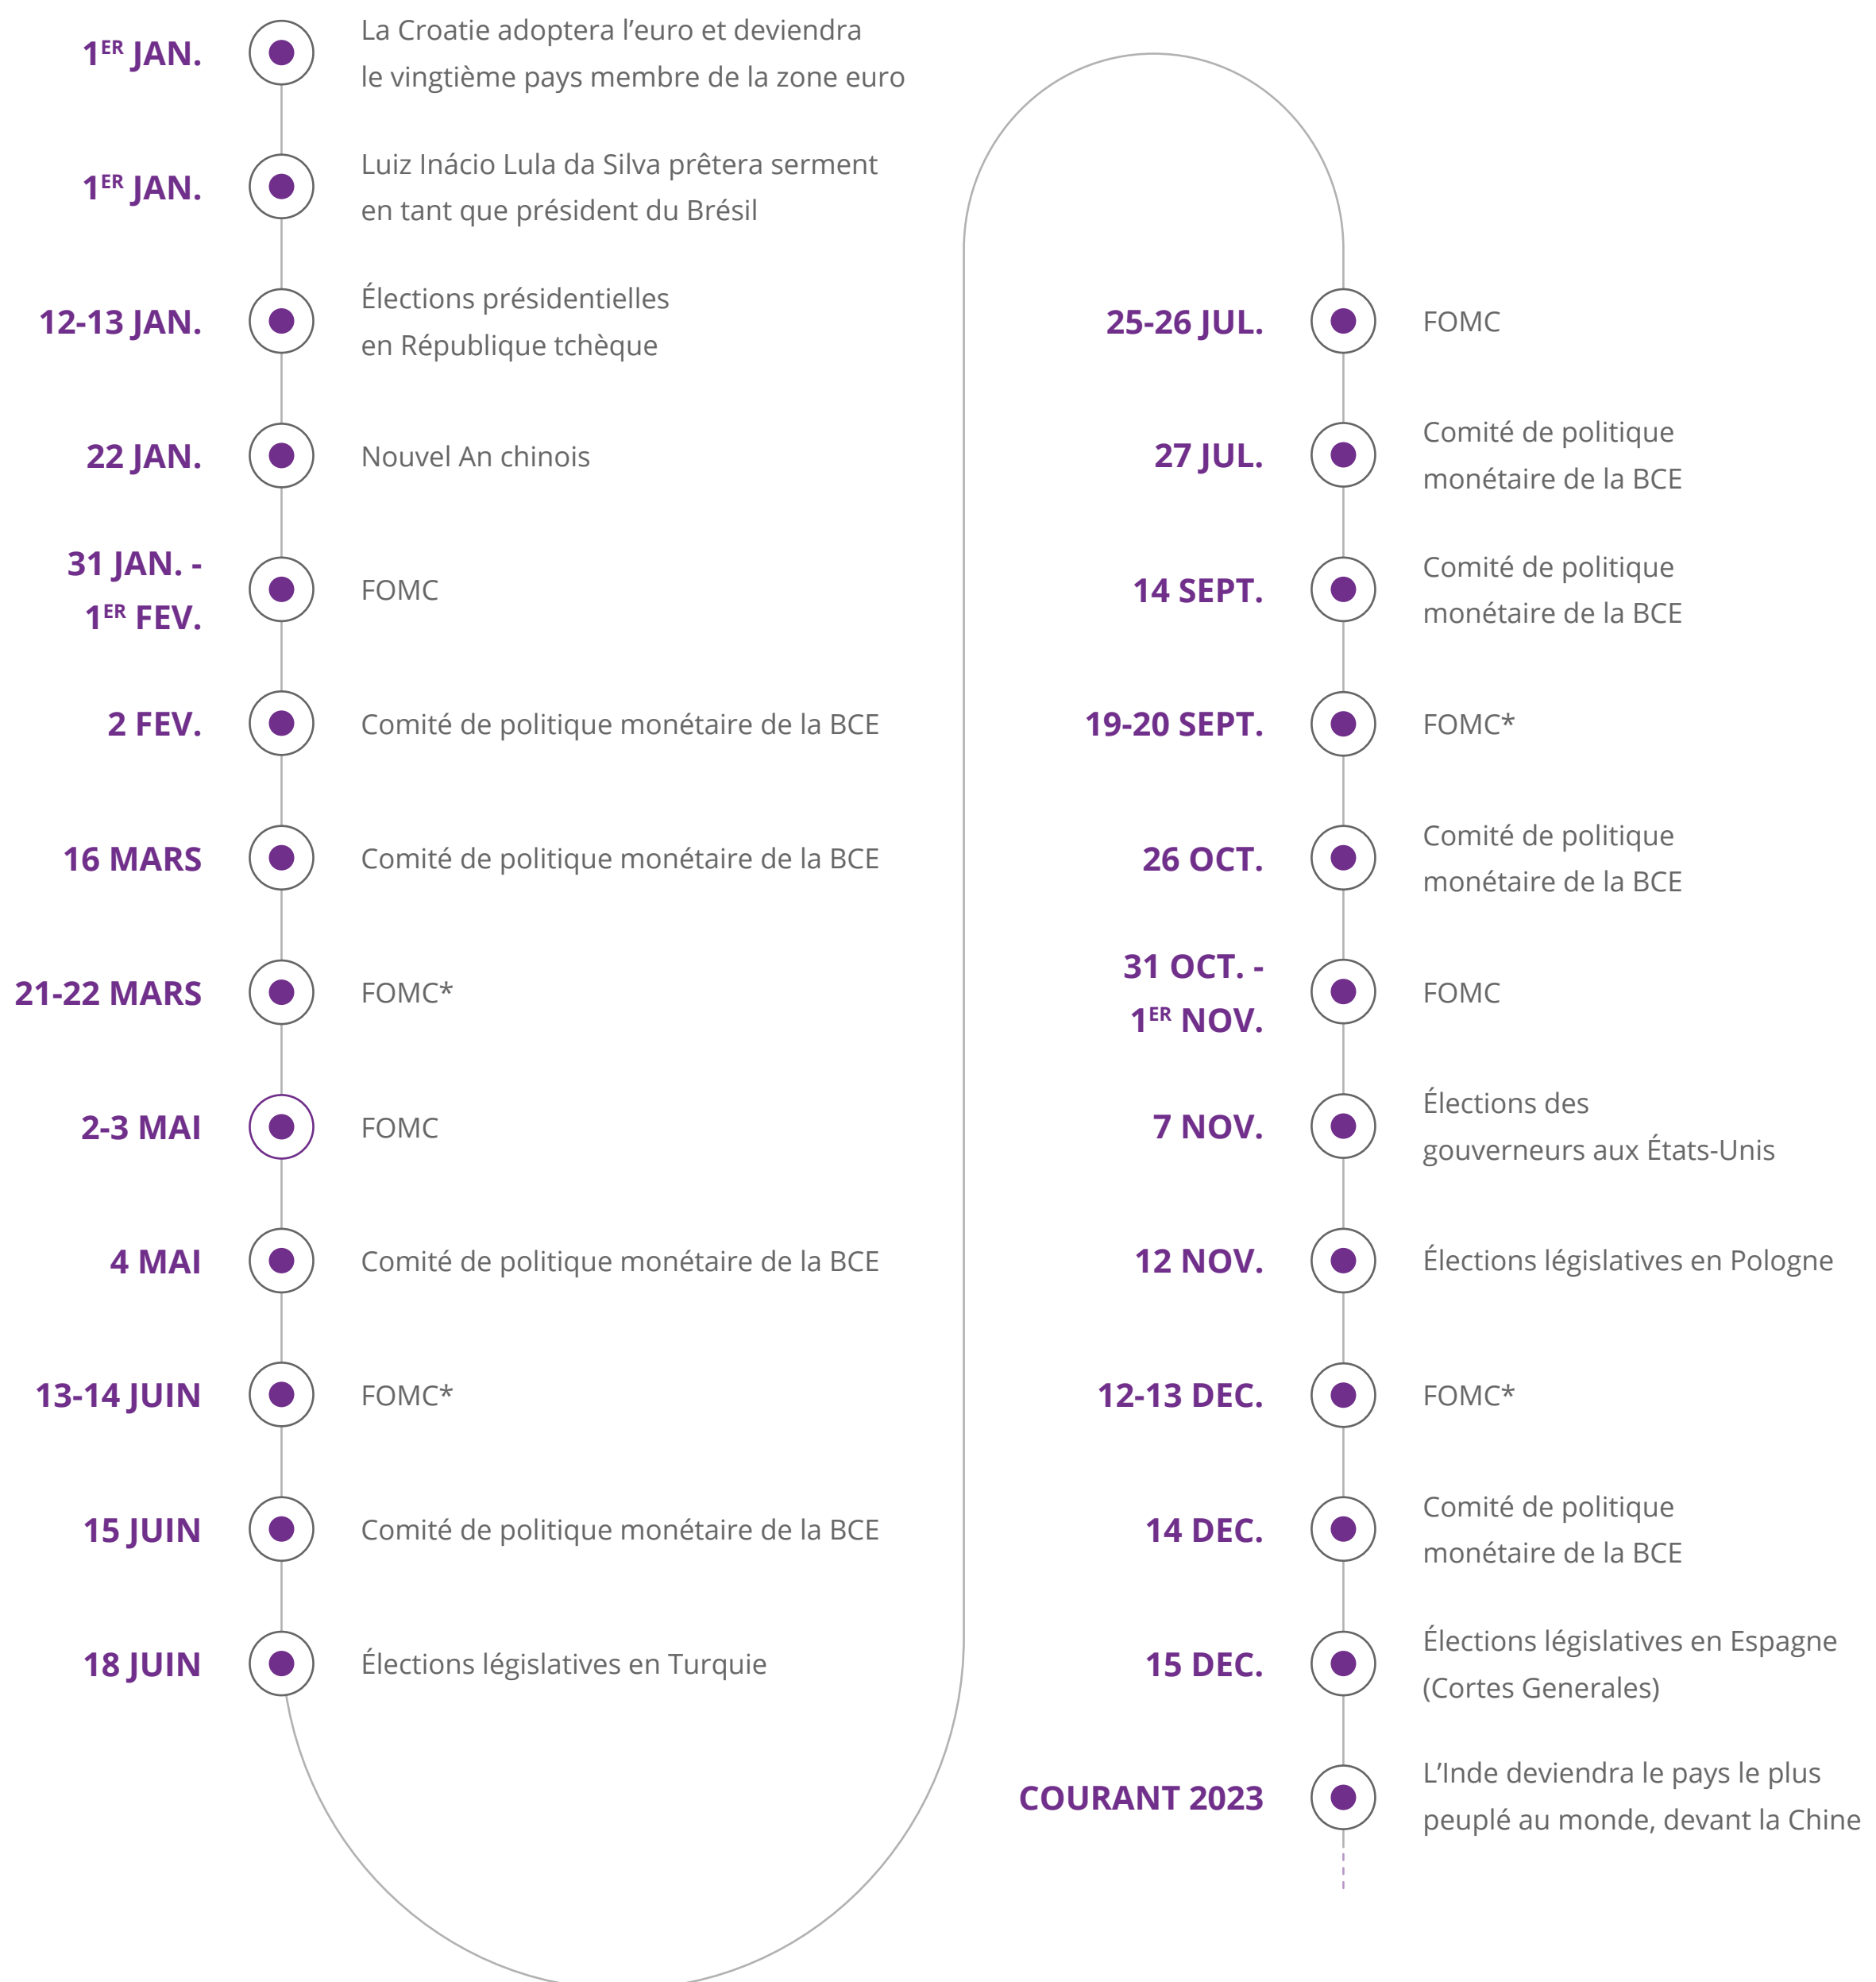 1ER JAN.
La Croatie adoptera l’euro et deviendra
le vingtième pays membre de la zone euro
1ER JAN.
Luiz Inácio Lula da Silva prêtera serment
en tant que président du Brésil
12-13 JAN.
Élections présidentielles
en République tchèque
22 JAN.
Nouvel An chinois
31 JAN. -
1ER FEV.
FOMC
2 FEV.
Comité de politique monétaire de la BCE
16 MARS
Comité de politique monétaire de la BCE
21-22 MARS
FOMC*
2-3 MAI
FOMC
4 MAI
Comité de politique monétaire de la BCE
13-14 JUIN
FOMC*
15 JUIN
Comité de politique monétaire de la BCE
18 JUIN
Élections législatives en Turquie
25-26 JUL.
FOMC
27 JUL.
Comité de politique
monétaire de la BCE
14 SEPT.
Comité de politique
monétaire de la BCE
19-20 SEPT.
FOMC*
26 OCT.
Comité de politique
monétaire de la BCE
31 OCT. -
1ER NOV.
FOMC
7 NOV.
Élections des
gouverneurs aux États-Unis
12 NOV.
Élections législatives en Pologne
12-13 DEC.
FOMC*
14 DEC.
Comité de politique
monétaire de la BCE
15 DEC.
Élections législatives en Espagne
(Cortes Generales)
COURANT 2023
L’Inde deviendra le pays le plus
peuplé au monde, devant la Chine